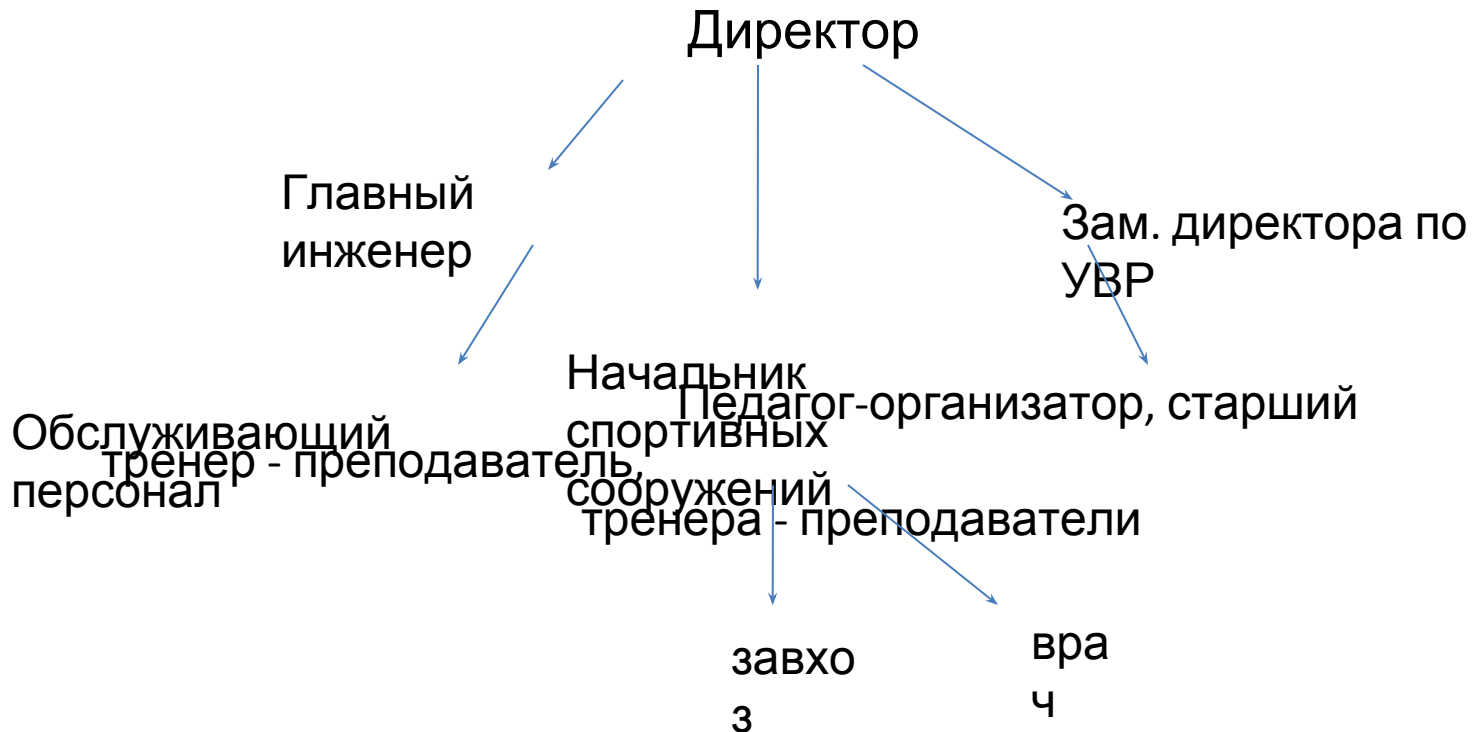 Директор
Главный
инженер
Зам. директора по
УВР
Начальник
спортивных
сооружений
Педагог-организатор, старший
тренер - преподаватель,
тренера - преподаватели
Обслуживающий
персонал
завхо
з
вра
ч